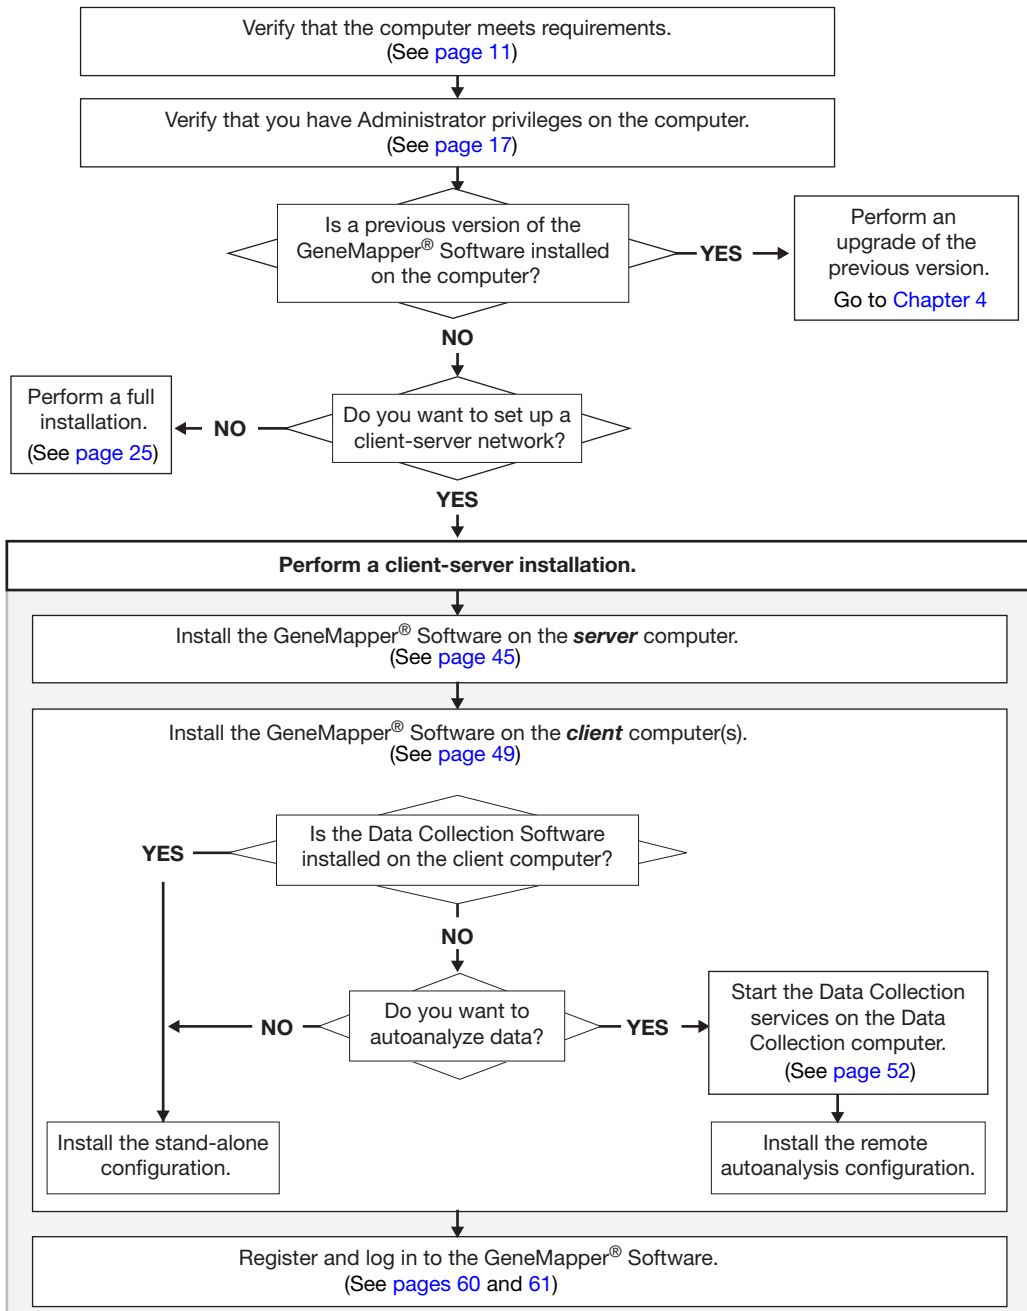 Verify that the computer meets requirements.
(See page 11)
Verify that you have Administrator privileges on the computer.
(See page 17)
Is a previous version of the
GeneMapper® Software installed
on the computer?
YES
Perform an
upgrade of the
previous version.
Go to Chapter 4
NO
Do you want to set up a
client-server network?
NO
Perform a full
installation.
(See page 25)
YES
Perform a client-server installation.
Install the GeneMapper® Software on the server computer.
(See page 45)
Install the GeneMapper® Software on the client computer(s).
(See page 49)
Is the Data Collection Software
installed on the client computer?
YES
NO
Do you want to
autoanalyze data?
NO
YES
Start the Data Collection
services on the Data
Collection computer.
(See page 52)
Install the stand-alone
configuration.
Install the remote
autoanalysis configuration.
Register and log in to the GeneMapper® Software.
(See pages 60 and 61)